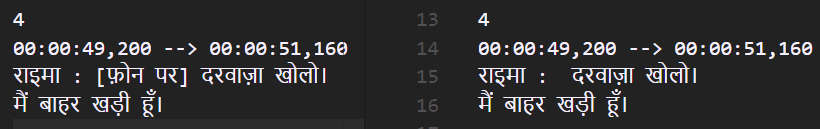 4
00:00:49,200 --> 00:00:51,160
राइमा : [फ़ोन पर] दरवाज़ा खोलो।
मैं बाहर खड़ी हूँ।
13 4
14 00:00:49,200 --> 00:00:51,160
15 राइमा :  दरवाज़ा खोलो।
16 मैं बाहर खड़ी हूँ।